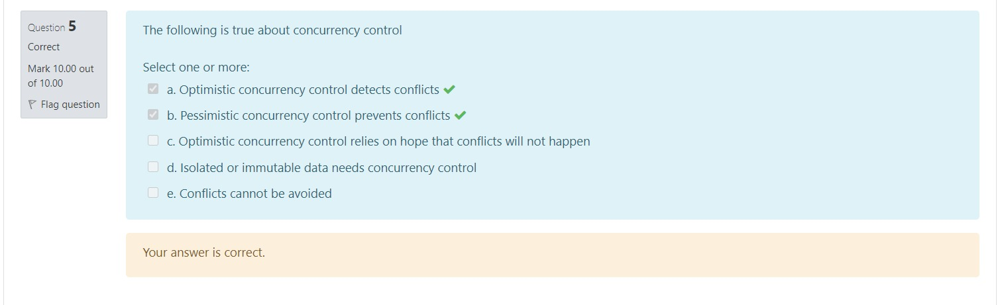 Question 5
Correct
Mark 10.00 out
of 10.00
Flag question
The following is true about concurrency control
Select one or more:
a. Optimistic concurrency control detects conflicts
b. Pessimistic concurrency control prevents conflicts
c. Optimistic concurrency control relies on hope that conflicts will not happen
d. Isolated or immutable data needs concurrency control
e. Conflicts cannot be avoided
Your answer is correct.